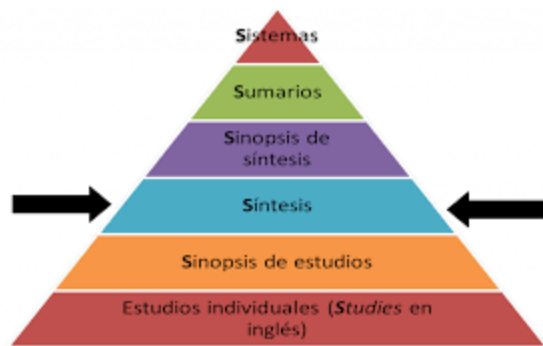 Sistemas
Sumarios
Sinopsis de
síntesis
Síntesis
Sinopsis de estudios
Estudios individuales (Studies en
inglés)